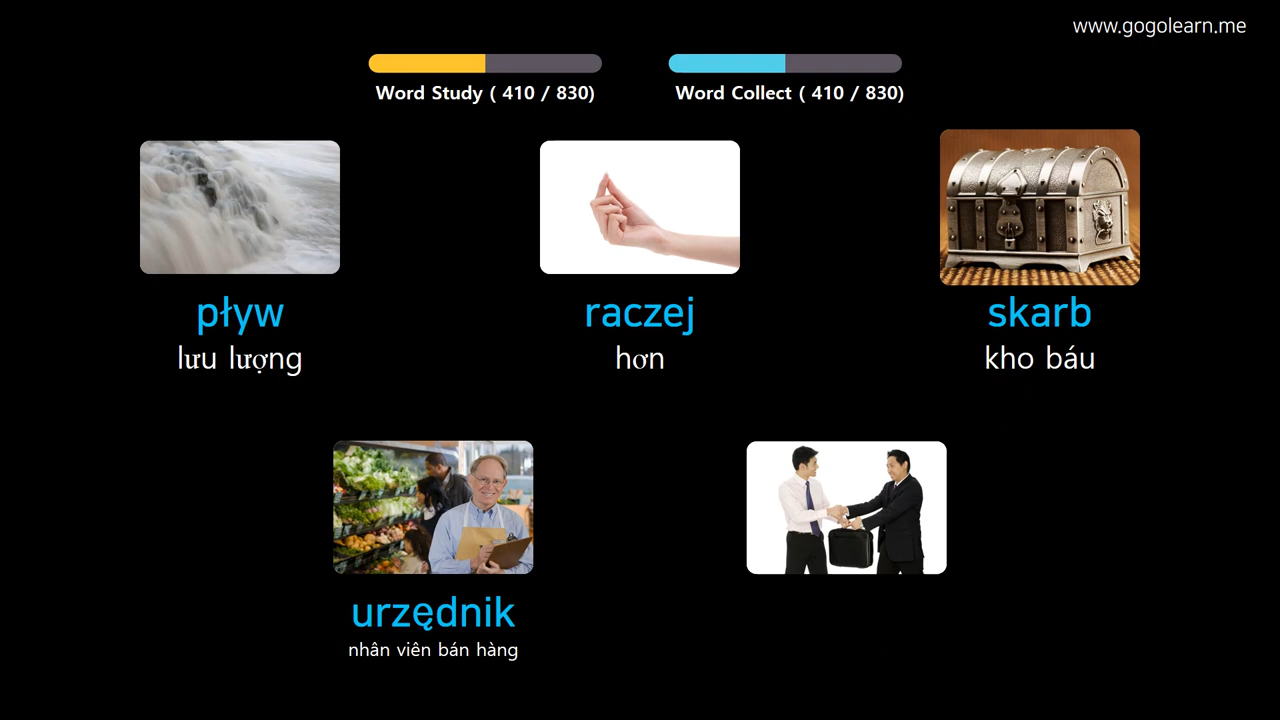 www.gogolearn.me
Word Study ( 410 / 830)
Word Collect ( 410 / 830)
pływ
lưu lượng
raczej
hơn
skarb
kho báu
urzędnik
nhân viên bán hàng